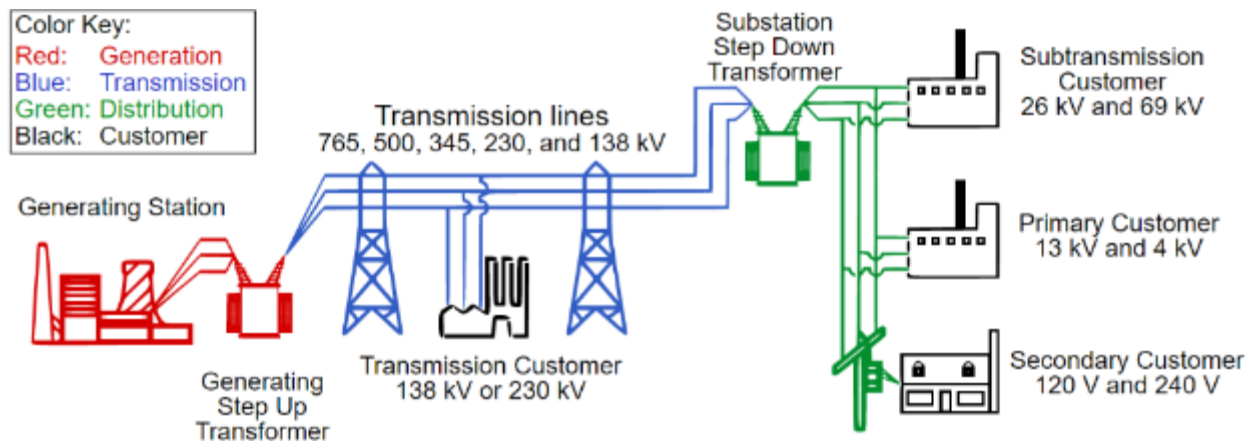 Color Key:
Red: Generation
Blue: Transmission
Green: Distribution
Black: Customer
Generating Station
Generating
Step Up
Transformer
Transmission lines
765, 500, 345, 230, and 138 kV
Transmission Customer
138 kV or 230 kV
Substation
Step Down
Transformer
Subtransmission
Customer
26 kV and 69 kV
Primary Customer
13 kV and 4 kV
Secondary Customer
120 V and 240 V